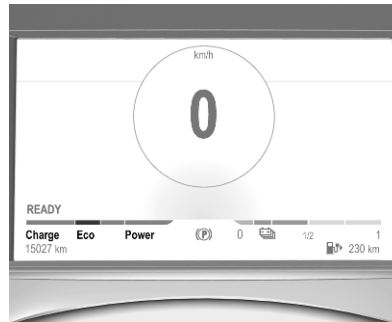 km/h
0
READY
Charge Eco Power (P) 0 1/2 1
15027 km 230 km